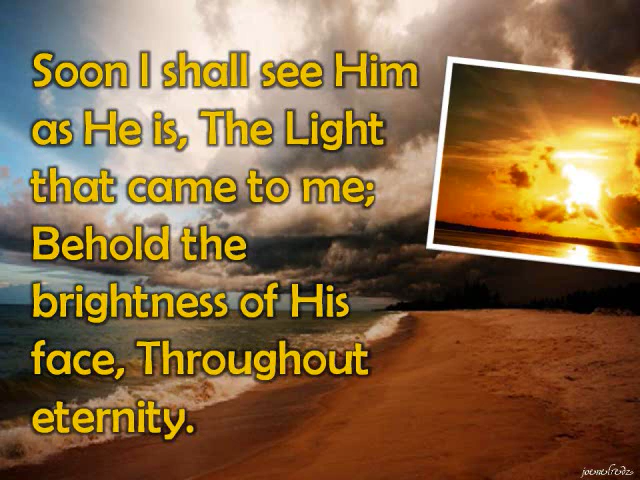 Soon I shall see Him
as He is, The Light
that came to me;
Behold the
brightness of His
face, Throughout
eternity.